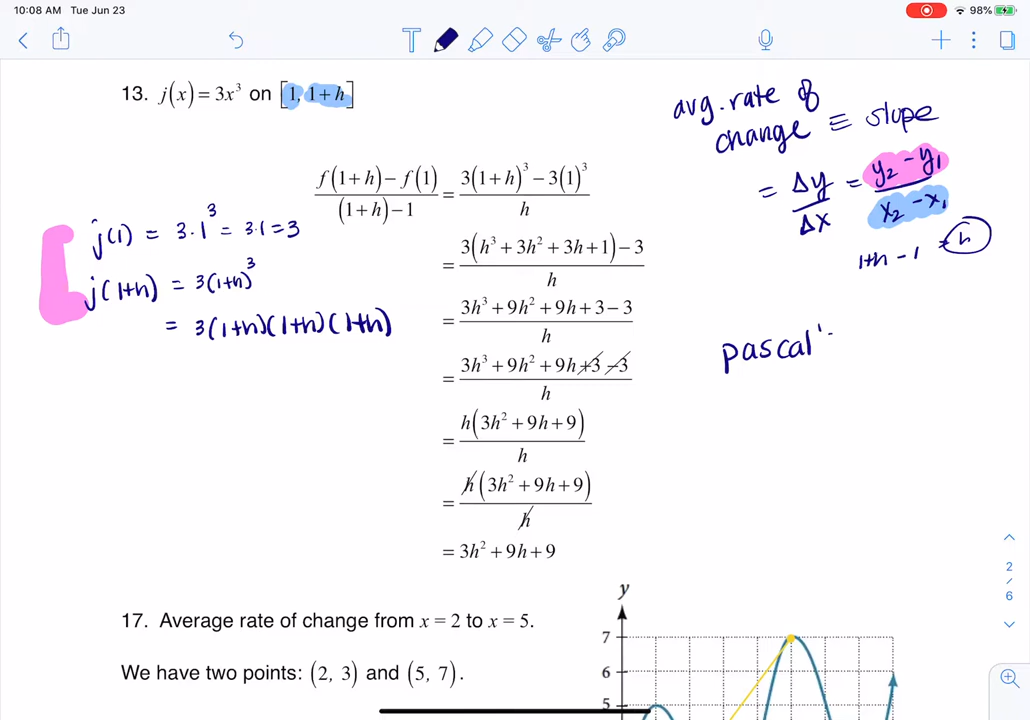 10:08 AM Tue Jun 23
98%
T
13. j(x) = 3x³ on [1, 1 + h]
avg. rate of
change ≡ slope
= Δy/Δx = (y₂ - y₁)/(x₂ - x₁)
1+h - 1 = h
(f(1+h) − f(1))/((1+h) − 1) = (3(1+h)³ − 3(1)³)/h
j(1) = 3·1³ = 3·1 = 3
= (3(h³ + 3h² + 3h + 1) − 3)/h
j(1+h) = 3(1+h)³
= (3h³ + 9h² + 9h + 3 − 3)/h
= 3(1+h)(1+h)(1+h)
pascal'
= (3h³ + 9h² + 9h + 3 − 3)/h
= h(3h² + 9h + 9)/h
= h(3h² + 9h + 9)/h
= 3h² + 9h + 9
2
/
6
17. Average rate of change from x = 2 to x = 5.
We have two points: (2, 3) and (5, 7).
y
7
6
5